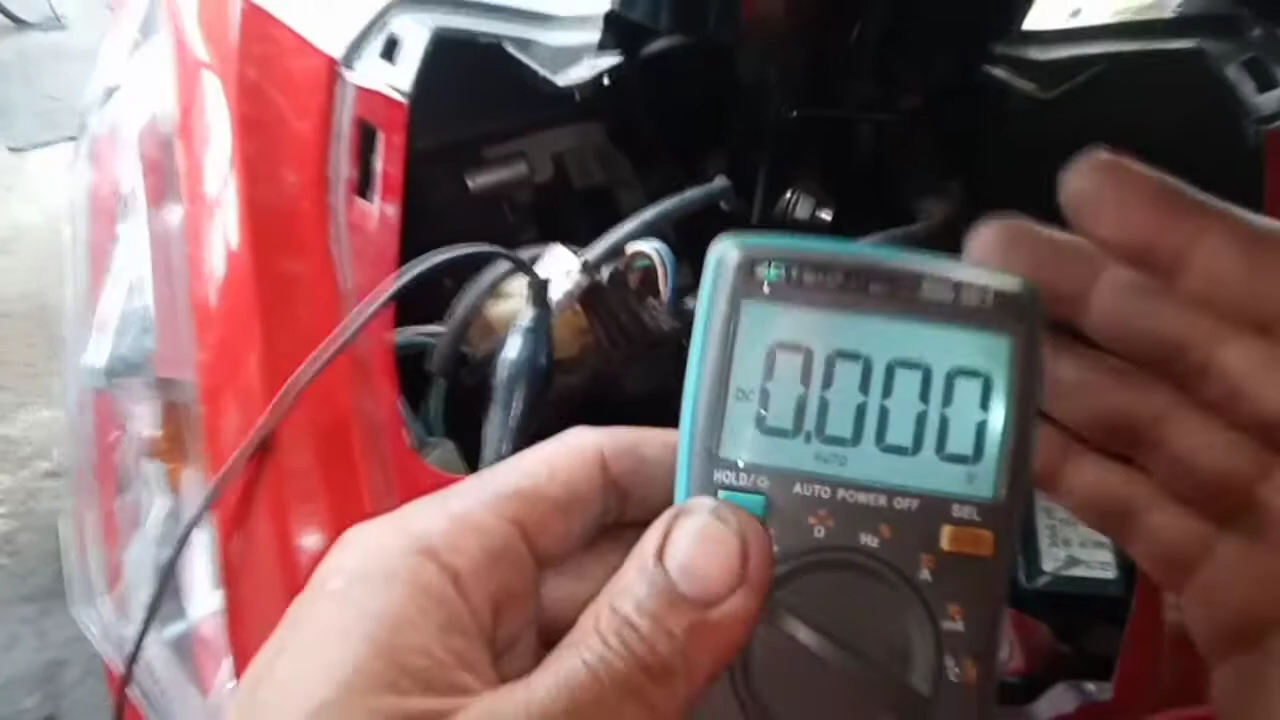 DC
0.000
AUTO
V
HOLD/☼
AUTO POWER OFF
SEL
Ω
Hz
A